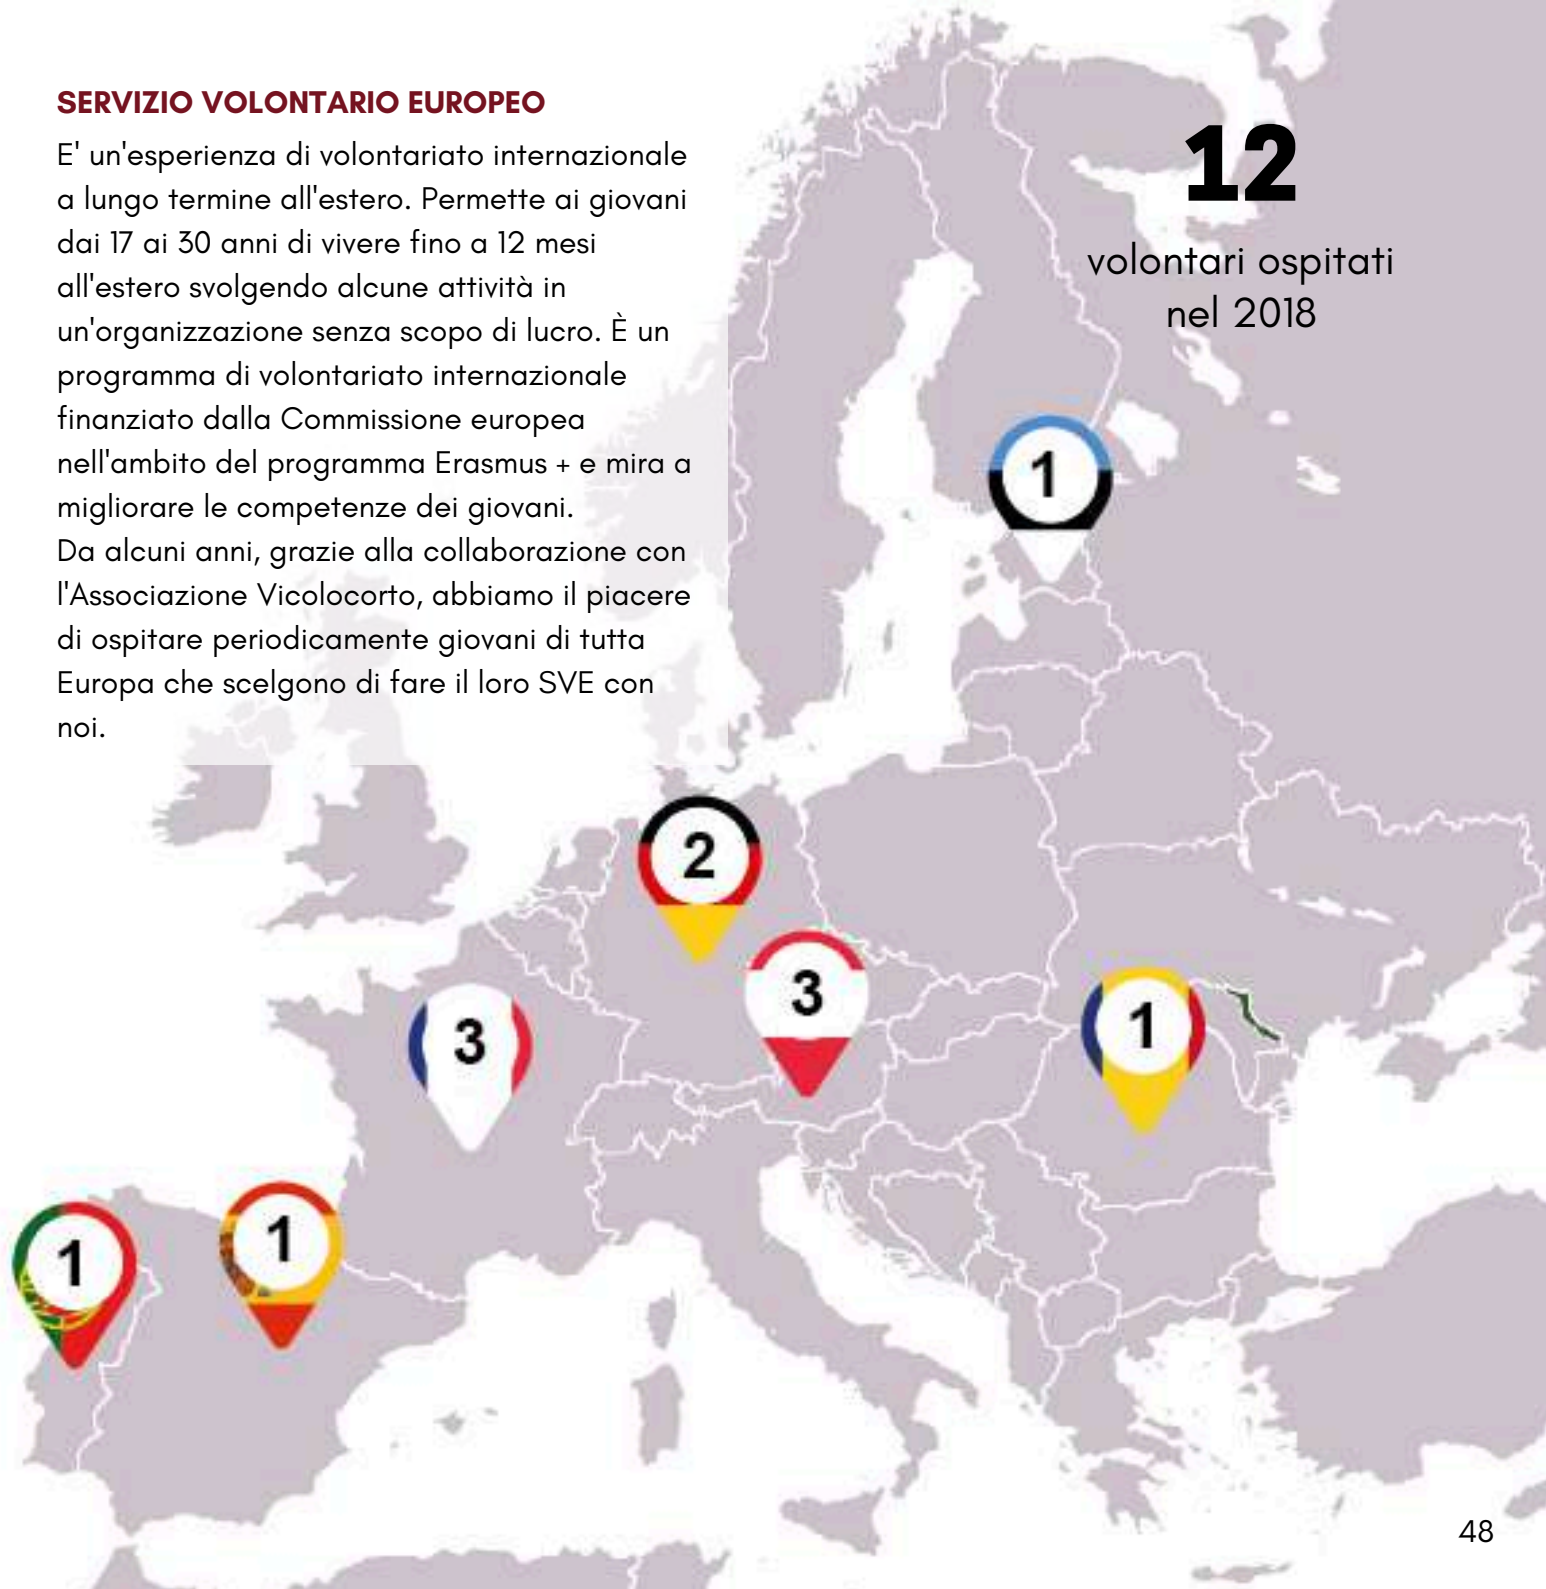 SERVIZIO VOLONTARIO EUROPEO
E' un'esperienza di volontariato internazionale
a lungo termine all'estero. Permette ai giovani
dai 17 ai 30 anni di vivere fino a 12 mesi
all'estero svolgendo alcune attività in
un'organizzazione senza scopo di lucro. È un
programma di volontariato internazionale
finanziato dalla Commissione europea
nell'ambito del programma Erasmus + e mira a
migliorare le competenze dei giovani.
Da alcuni anni, grazie alla collaborazione con
l'Associazione Vicolocorto, abbiamo il piacere
di ospitare periodicamente giovani di tutta
Europa che scelgono di fare il loro SVE con
noi.
12
volontari ospitati
nel 2018
1
2
3
3
1
1
1
48